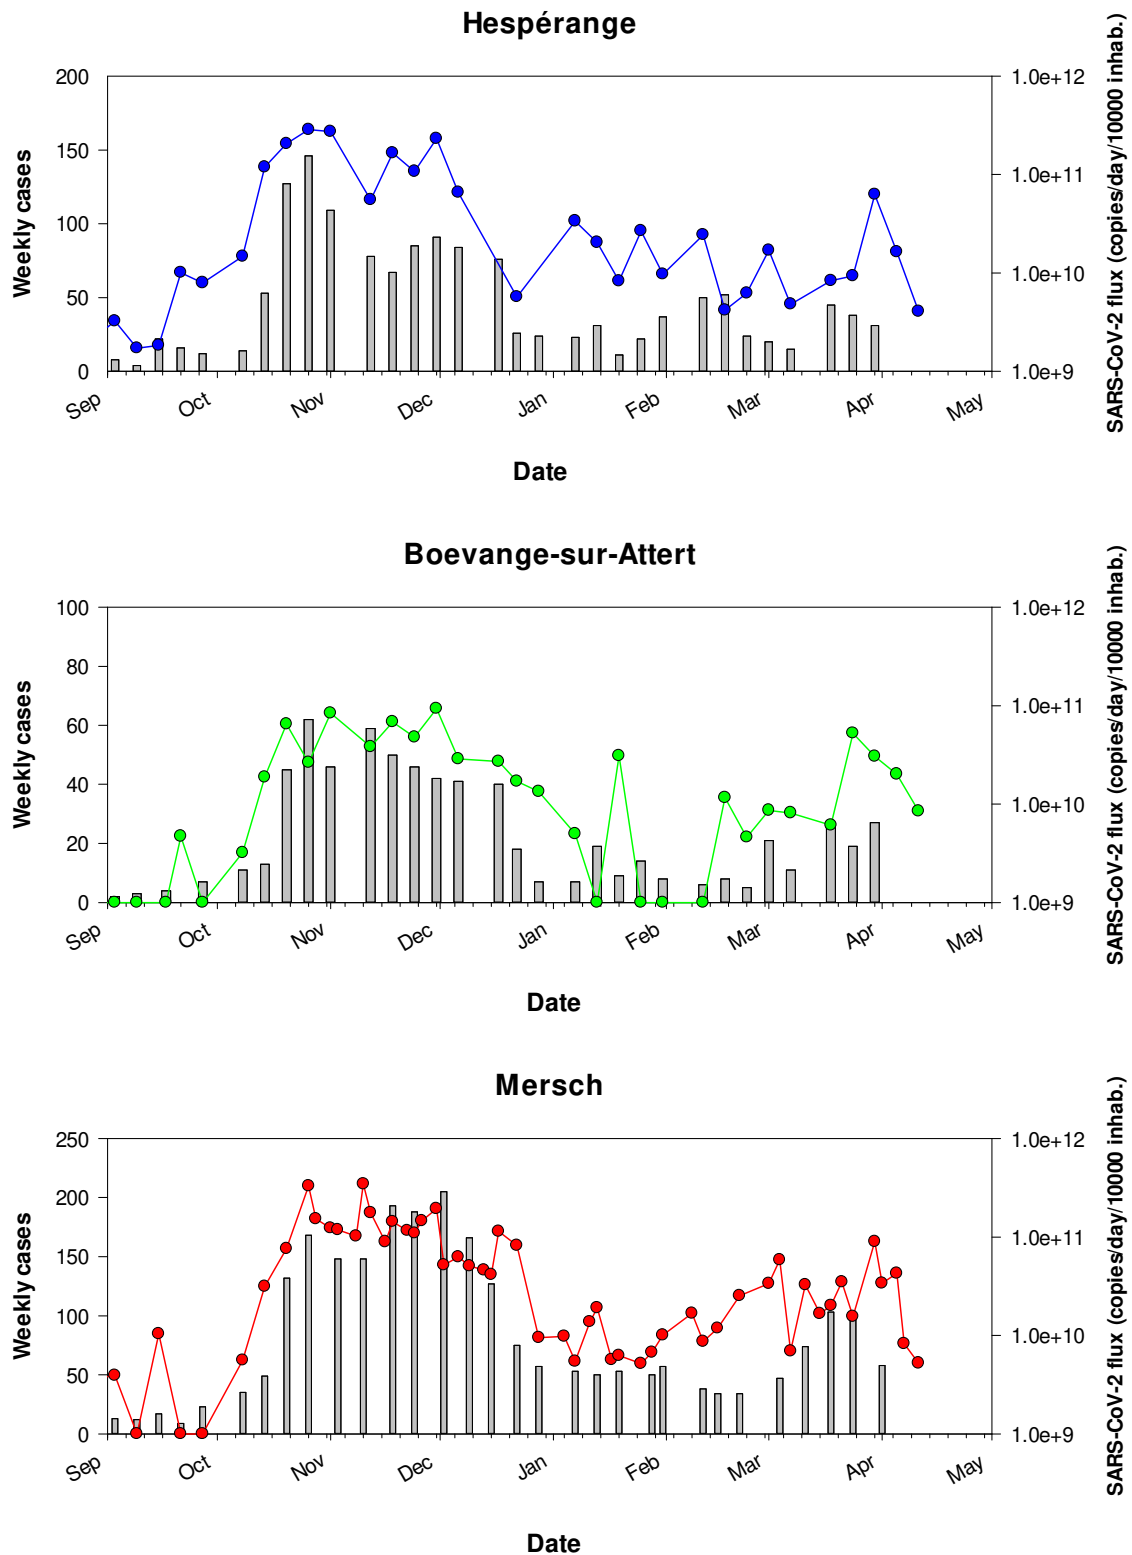 Hespérange
200
150
100
50
0
Weekly cases
1.0e+12
1.0e+11
1.0e+10
1.0e+9
SARS-CoV-2 flux (copies/day/10000 inhab.)
Sep Oct Nov Dec Jan Feb Mar Apr May
Date
Boevange-sur-Attert
100
80
60
40
20
0
Weekly cases
1.0e+12
1.0e+11
1.0e+10
1.0e+9
SARS-CoV-2 flux (copies/day/10000 inhab.)
Sep Oct Nov Dec Jan Feb Mar Apr May
Date
Mersch
250
200
150
100
50
0
Weekly cases
1.0e+12
1.0e+11
1.0e+10
1.0e+9
SARS-CoV-2 flux (copies/day/10000 inhab.)
Sep Oct Nov Dec Jan Feb Mar Apr May
Date